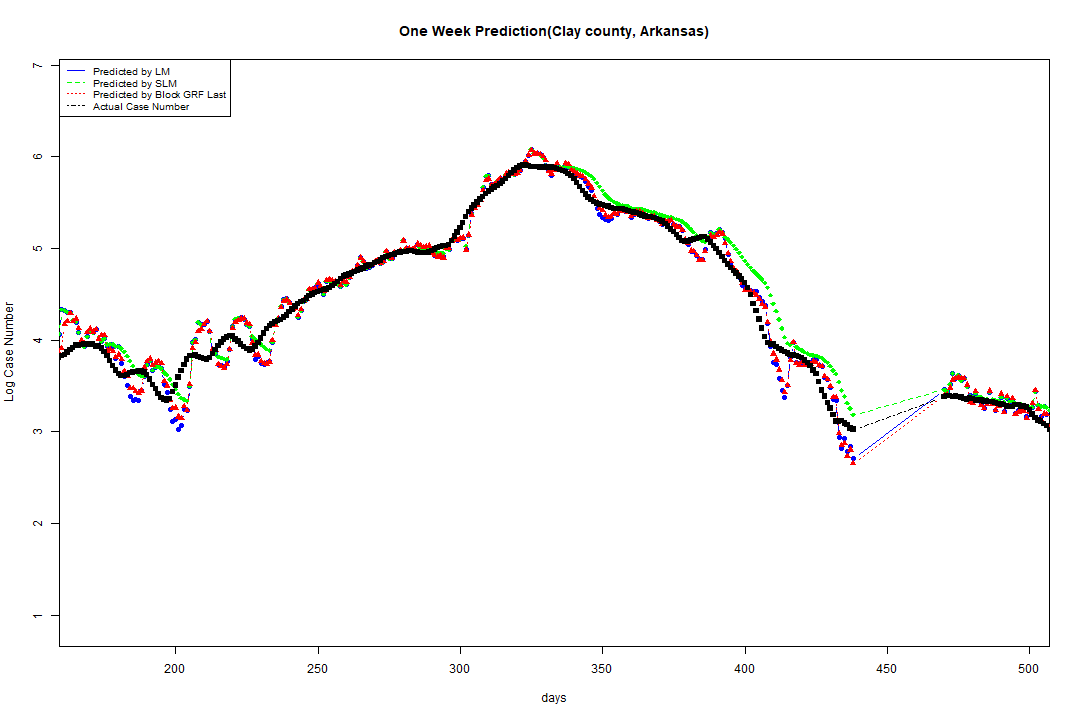 One Week Prediction(Clay county, Arkansas)
Predicted by LM
Predicted by SLM
Predicted by Block GRF Last
Actual Case Number
7
6
5
4
3
2
1
Log Case Number
200 250 300 350 400 450 500
days